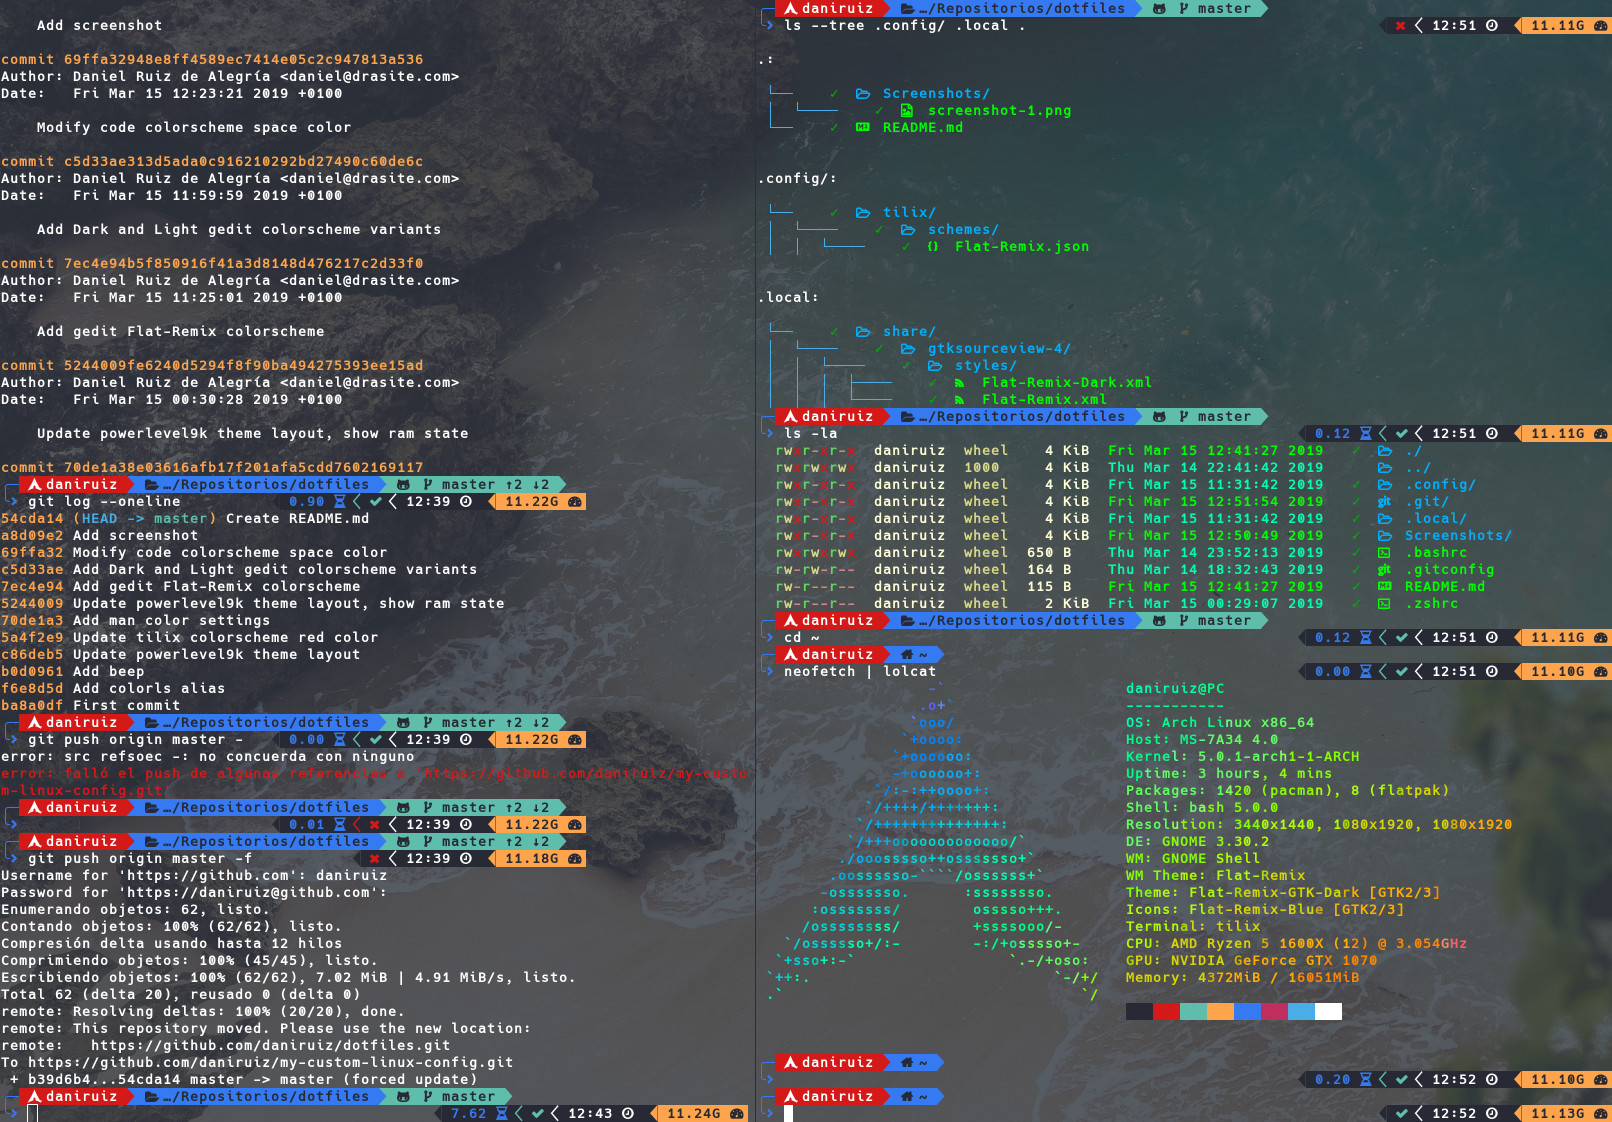 Add screenshot
commit 69ffa32948e8ff4589ec7414e05c2c947813a536
Author: Daniel Ruiz de Alegría <daniel@drasite.com>
Date:   Fri Mar 15 12:23:21 2019 +0100
Modify code colorscheme space color
commit c5d33ae313d5ada0c916210292bd27490c60de6c
Author: Daniel Ruiz de Alegría <daniel@drasite.com>
Date:   Fri Mar 15 11:59:59 2019 +0100
Add Dark and Light gedit colorscheme variants
commit 7ec4e94b5f850916f41a3d8148d476217c2d33f0
Author: Daniel Ruiz de Alegría <daniel@drasite.com>
Date:   Fri Mar 15 11:25:01 2019 +0100
Add gedit Flat-Remix colorscheme
commit 5244009fe6240d5294f8f90ba494275393ee15ad
Author: Daniel Ruiz de Alegría <daniel@drasite.com>
Date:   Fri Mar 15 00:30:28 2019 +0100
Update powerlevel9k theme layout, show ram state
commit 70de1a38e03616afb17f201afa5cdd7602169117
daniruiz …/Repositorios/dotfiles master ↑2 ↓2
git log --oneline 0.90 ✔ 12:39 11.22G
54cda14 (HEAD -> master) Create README.md
a8d09e2 Add screenshot
69ffa32 Modify code colorscheme space color
c5d33ae Add Dark and Light gedit colorscheme variants
7ec4e94 Add gedit Flat-Remix colorscheme
5244009 Update powerlevel9k theme layout, show ram state
70de1a3 Add man color settings
5a4f2e9 Update tilix colorscheme red color
c86deb5 Update powerlevel9k theme layout
b0d0961 Add beep
f6e8d5d Add colorls alias
ba8a0df First commit
daniruiz …/Repositorios/dotfiles master ↑2 ↓2
git push origin master - 0.00 ✔ 12:39 11.22G
error: src refsoec -: no concuerda con ninguno
error: falló el push de algunas referencias a 'https://github.com/daniruiz/my-custo
m-linux-config.git'
daniruiz …/Repositorios/dotfiles master ↑2 ↓2
0.01 ✖ 12:39 11.22G
daniruiz …/Repositorios/dotfiles master ↑2 ↓2
git push origin master -f ✖ 12:39 11.18G
Username for 'https://github.com': daniruiz
Password for 'https://daniruiz@github.com':
Enumerando objetos: 62, listo.
Contando objetos: 100% (62/62), listo.
Compresión delta usando hasta 12 hilos
Comprimiendo objetos: 100% (45/45), listo.
Escribiendo objetos: 100% (62/62), 7.02 MiB | 4.91 MiB/s, listo.
Total 62 (delta 20), reusado 0 (delta 0)
remote: Resolving deltas: 100% (20/20), done.
remote: This repository moved. Please use the new location:
remote:   https://github.com/daniruiz/dotfiles.git
To https://github.com/daniruiz/my-custom-linux-config.git
+ b39d6b4...54cda14 master -> master (forced update)
daniruiz …/Repositorios/dotfiles master
7.62 ✔ 12:43 11.24G
daniruiz …/Repositorios/dotfiles master
ls --tree .config/ .local . ✖ 12:51 11.11G
.:
✓ Screenshots/
✓ screenshot-1.png
✓ README.md
.config/:
✓ tilix/
✓ schemes/
✓ {} Flat-Remix.json
.local:
✓ share/
✓ gtksourceview-4/
✓ styles/
✓ Flat-Remix-Dark.xml
✓ Flat-Remix.xml
daniruiz …/Repositorios/dotfiles master
ls -la 0.12 ✔ 12:51 11.11G
rwxr-xr-x daniruiz wheel 4 KiB Fri Mar 15 12:41:27 2019 ✓ ./
rwxrwxrwx daniruiz 1000 4 KiB Thu Mar 14 22:41:42 2019 ../
rwxr-xr-x daniruiz wheel 4 KiB Fri Mar 15 11:31:42 2019 ✓ .config/
rwxr-xr-x daniruiz wheel 4 KiB Fri Mar 15 12:51:54 2019 ✓ git .git/
rwxr-xr-x daniruiz wheel 4 KiB Fri Mar 15 11:31:42 2019 ✓ .local/
rwxr-xr-x daniruiz wheel 4 KiB Fri Mar 15 12:50:49 2019 ✓ Screenshots/
rwxrwxrwx daniruiz wheel 650 B Thu Mar 14 23:52:13 2019 ✓ .bashrc
rw-rw-r-- daniruiz wheel 164 B Thu Mar 14 18:32:43 2019 ✓ git .gitconfig
rw-r--r-- daniruiz wheel 115 B Fri Mar 15 12:41:27 2019 ✓ README.md
rw-r--r-- daniruiz wheel 2 KiB Fri Mar 15 00:29:07 2019 ✓ .zshrc
daniruiz …/Repositorios/dotfiles master
cd ~ 0.12 ✔ 12:51 11.11G
daniruiz ~
neofetch | lolcat 0.00 ✔ 12:51 11.10G
daniruiz@PC
-----------
OS: Arch Linux x86_64
Host: MS-7A34 4.0
Kernel: 5.0.1-arch1-1-ARCH
Uptime: 3 hours, 4 mins
Packages: 1420 (pacman), 8 (flatpak)
Shell: bash 5.0.0
Resolution: 3440x1440, 1080x1920, 1080x1920
DE: GNOME 3.30.2
WM: GNOME Shell
WM Theme: Flat-Remix
Theme: Flat-Remix-GTK-Dark [GTK2/3]
Icons: Flat-Remix-Blue [GTK2/3]
Terminal: tilix
CPU: AMD Ryzen 5 1600X (12) @ 3.054GHz
GPU: NVIDIA GeForce GTX 1070
Memory: 4372MiB / 16051MiB
daniruiz ~
0.20 ✔ 12:52 11.10G
daniruiz ~
✔ 12:52 11.13G